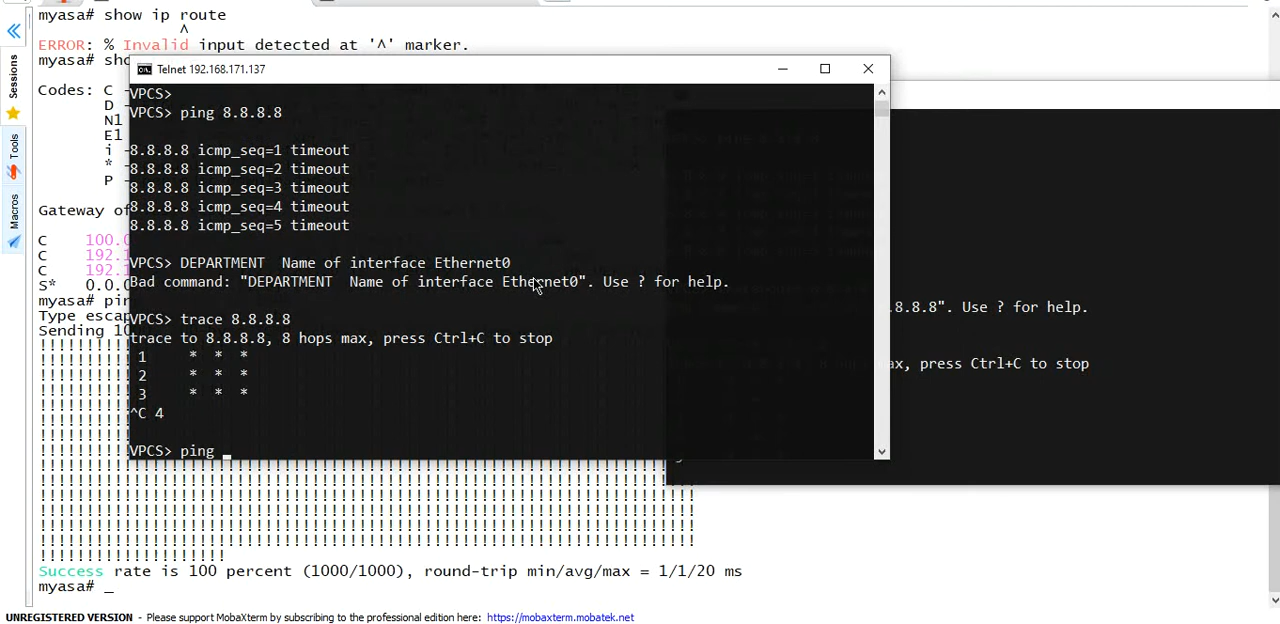 myasa# show ip route
^
ERROR: % Invalid input detected at '^' marker.
myasa# sho
Telnet 192.168.171.137
Codes: C -
D -
N1
E1
i -
* -
P -
Gateway of
C 100.0
C 192.1
C 192.1
S* 0.0.0
myasa# pin
Type escap
Sending 10
VPCS>
VPCS> ping 8.8.8.8
8.8.8.8 icmp_seq=1 timeout
8.8.8.8 icmp_seq=2 timeout
8.8.8.8 icmp_seq=3 timeout
8.8.8.8 icmp_seq=4 timeout
8.8.8.8 icmp_seq=5 timeout
VPCS> DEPARTMENT  Name of interface Ethernet0
Bad command: "DEPARTMENT  Name of interface Ethernet0". Use ? for help.
VPCS> trace 8.8.8.8
trace to 8.8.8.8, 8 hops max, press Ctrl+C to stop
1 * * *
2 * * *
3 * * *
^C 4
VPCS> ping _
.8.8.8". Use ? for help.
ax, press Ctrl+C to stop
!!!!!!!!!!!!!!!!!!!!
Success rate is 100 percent (1000/1000), round-trip min/avg/max = 1/1/20 ms
myasa# _
Sessions
Tools
Macros
UNREGISTERED VERSION - Please support MobaXterm by subscribing to the professional edition here: https://mobaxterm.mobatek.net